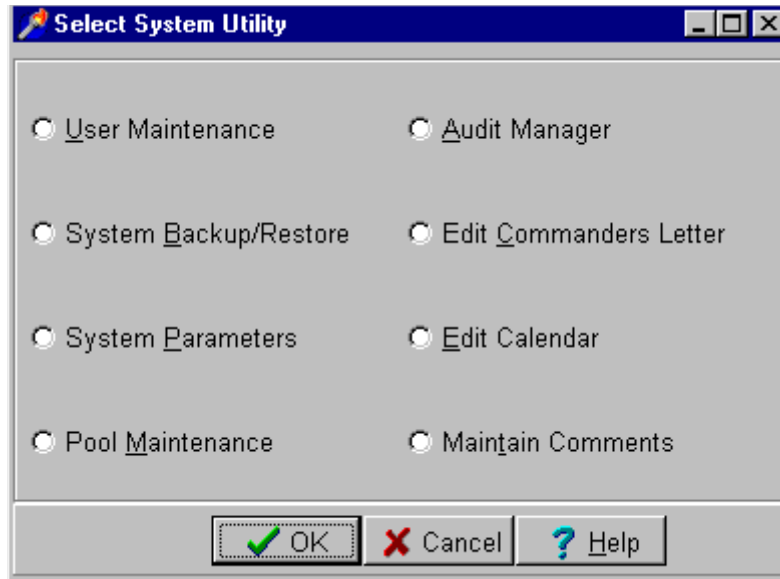 Select System Utility
User Maintenance
Audit Manager
System Backup/Restore
Edit Commanders Letter
System Parameters
Edit Calendar
Pool Maintenance
Maintain Comments
OK
Cancel
Help